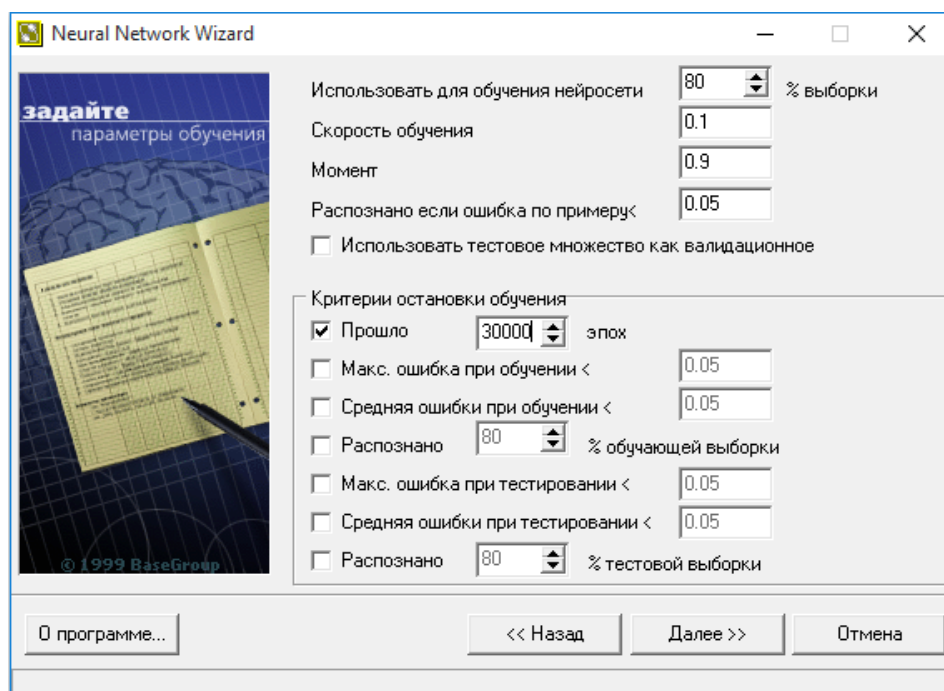 Neural Network Wizard
задайте
параметры обучения
Использовать для обучения нейросети 80 % выборки
Скорость обучения 0.1
Момент 0.9
Распознано если ошибка по примеру< 0.05
Использовать тестовое множество как валидационное
Критерии остановки обучения
Прошло 30000 эпох
Макс. ошибка при обучении < 0.05
Средняя ошибки при обучении < 0.05
Распознано 80 % обучающей выборки
Макс. ошибка при тестировании < 0.05
Средняя ошибки при тестировании < 0.05
Распознано 80 % тестовой выборки
© 1999 BaseGroup
О программе... << Назад Далее >> Отмена